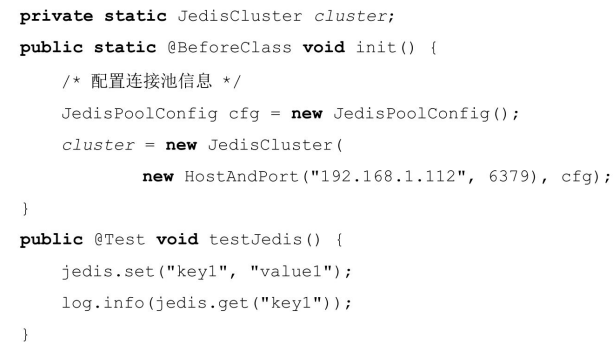 private static JedisCluster cluster;
public static @BeforeClass void init() {
    /* 配置连接池信息 */
    JedisPoolConfig cfg = new JedisPoolConfig();
    cluster = new JedisCluster(
            new HostAndPort("192.168.1.112", 6379), cfg);
}
public @Test void testJedis() {
    jedis.set("key1", "value1");
    log.info(jedis.get("key1"));
}